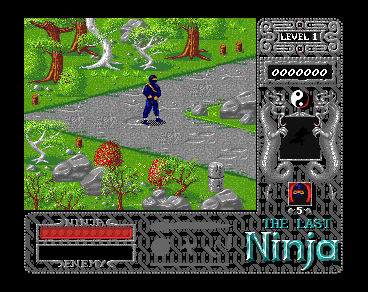 LEVEL 1
0000000
5
NINJA
ENEMY
THE LAST
Ninja